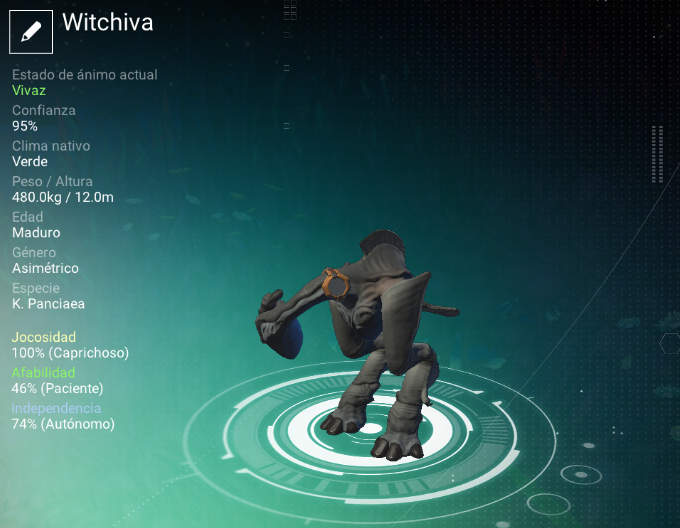 Witchiva
Estado de ánimo actual
Vivaz
Confianza
95%
Clima nativo
Verde
Peso / Altura
480.0kg / 12.0m
Edad
Maduro
Género
Asimétrico
Especie
K. Panciaea
Jocosidad
100% (Caprichoso)
Afabilidad
46% (Paciente)
Independencia
74% (Autónomo)